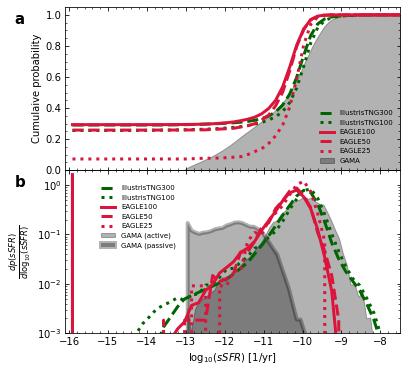 a
Cumulaive probability
1.0
0.8
0.6
0.4
0.2
0.0
IllustrisTNG300
IllustrisTNG100
EAGLE100
EAGLE50
EAGLE25
GAMA
b
dp(sSFR)
dlog₁₀(sSFR)
10⁰
10⁻¹
10⁻²
10⁻³
IllustrisTNG300
IllustrisTNG100
EAGLE100
EAGLE50
EAGLE25
GAMA (active)
GAMA (passive)
−16 −15 −14 −13 −12 −11 −10 −9 −8
log₁₀(sSFR) [1/yr]